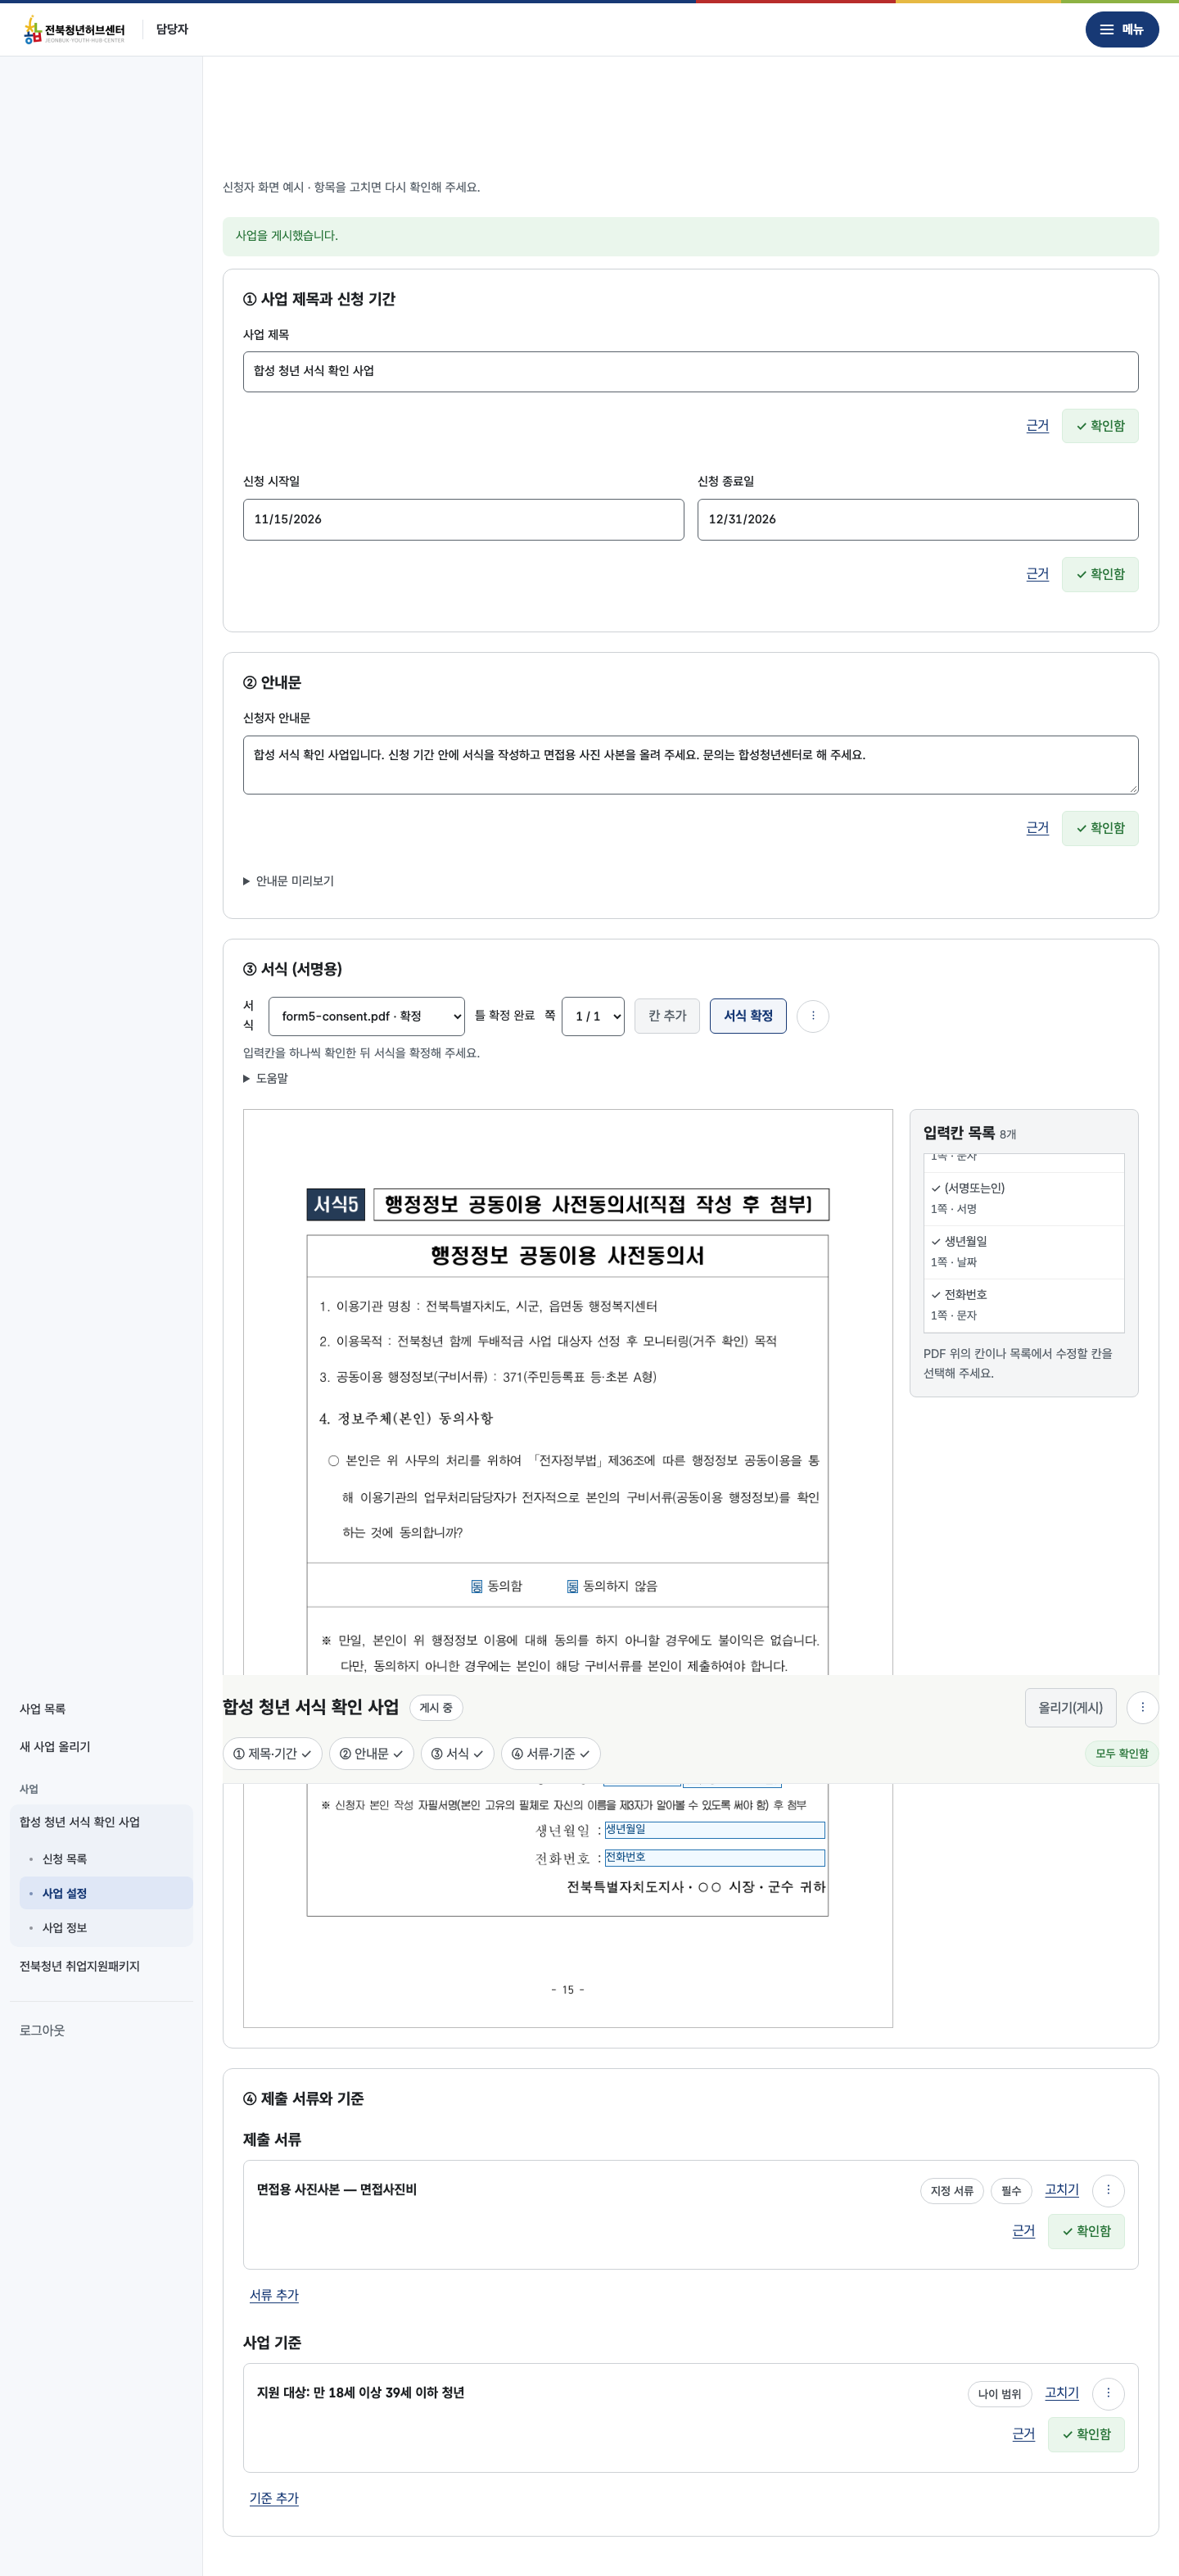 전북청년허브센터
JEONBUK YOUTH HUB CENTER
담당자
메뉴
신청자 화면 예시 · 항목을 고치면 다시 확인해 주세요.
사업을 게시했습니다.
① 사업 제목과 신청 기간
사업 제목
합성 청년 서식 확인 사업
근거
✓ 확인함
신청 시작일
신청 종료일
11/15/2026
12/31/2026
근거
✓ 확인함
② 안내문
신청자 안내문
합성 서식 확인 사업입니다. 신청 기간 안에 서식을 작성하고 면접용 사진 사본을 올려 주세요. 문의는 합성청년센터로 해 주세요.
근거
✓ 확인함
▶ 안내문 미리보기
③ 서식 (서명용)
서식
form5-consent.pdf · 확정
틀 확정 완료
쪽
1 / 1
칸 추가
서식 확정
입력칸을 하나씩 확인한 뒤 서식을 확정해 주세요.
▶ 도움말
서식5
행정정보 공동이용 사전동의서[직접 작성 후 첨부]
행정정보 공동이용 사전동의서
1. 이용기관 명칭 : 전북특별자치도, 시군, 읍면동 행정복지센터
2. 이용목적 : 전북청년 함께 두배적금 사업 대상자 선정 후 모니터링(거주 확인) 목적
3. 공동이용 행정정보(구비서류) : 371(주민등록표 등·초본 A형)
4. 정보주체(본인) 동의사항
○ 본인은 위 사무의 처리를 위하여 「전자정부법」제36조에 따른 행정정보 공동이용을 통
해 이용기관의 업무처리담당자가 전자적으로 본인의 구비서류(공동이용 행정정보)를 확인
하는 것에 동의합니까?
동의함
동의하지 않음
※ 만일, 본인이 위 행정정보 이용에 대해 동의를 하지 아니할 경우에도 불이익은 없습니다.
다만, 동의하지 아니한 경우에는 본인이 해당 구비서류를 본인이 제출하여야 합니다.
입력칸 목록 8개
1쪽 · 문자
✓ (서명또는인)
1쪽 · 서명
✓ 생년월일
1쪽 · 날짜
✓ 전화번호
1쪽 · 문자
PDF 위의 칸이나 목록에서 수정할 칸을
선택해 주세요.
합성 청년 서식 확인 사업
게시 중
올리기(게시)
① 제목·기간 ✓
② 안내문 ✓
③ 서식 ✓
④ 서류·기준 ✓
모두 확인함
※ 신청자 본인 작성 자필서명(본인 고유의 필체로 자신의 이름을 제3자가 알아볼 수 있도록 써야 함) 후 첨부
생년월일 : 생년월일
전화번호 : 전화번호
전북특별자치도지사 · ○○ 시장 · 군수 귀하
- 15 -
사업 목록
새 사업 올리기
사업
합성 청년 서식 확인 사업
신청 목록
사업 설정
사업 정보
전북청년 취업지원패키지
로그아웃
④ 제출 서류와 기준
제출 서류
면접용 사진사본 — 면접사진비
지정 서류
필수
고치기
근거
✓ 확인함
서류 추가
사업 기준
지원 대상: 만 18세 이상 39세 이하 청년
나이 범위
고치기
근거
✓ 확인함
기준 추가